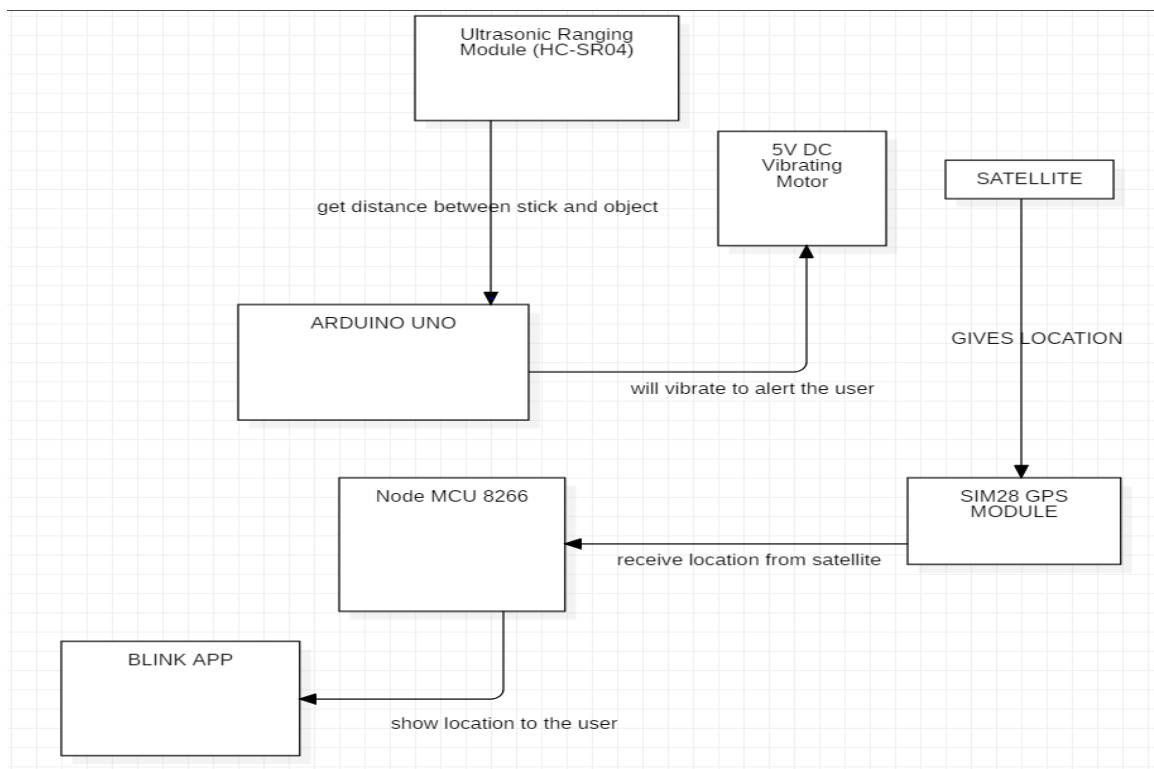 Ultrasonic Ranging
Module (HC-SR04)
5V DC
Vibrating
Motor
SATELLITE
get distance between stick and object
ARDUINO UNO
GIVES LOCATION
will vibrate to alert the user
Node MCU 8266
SIM28 GPS
MODULE
receive location from satellite
BLINK APP
show location to the user